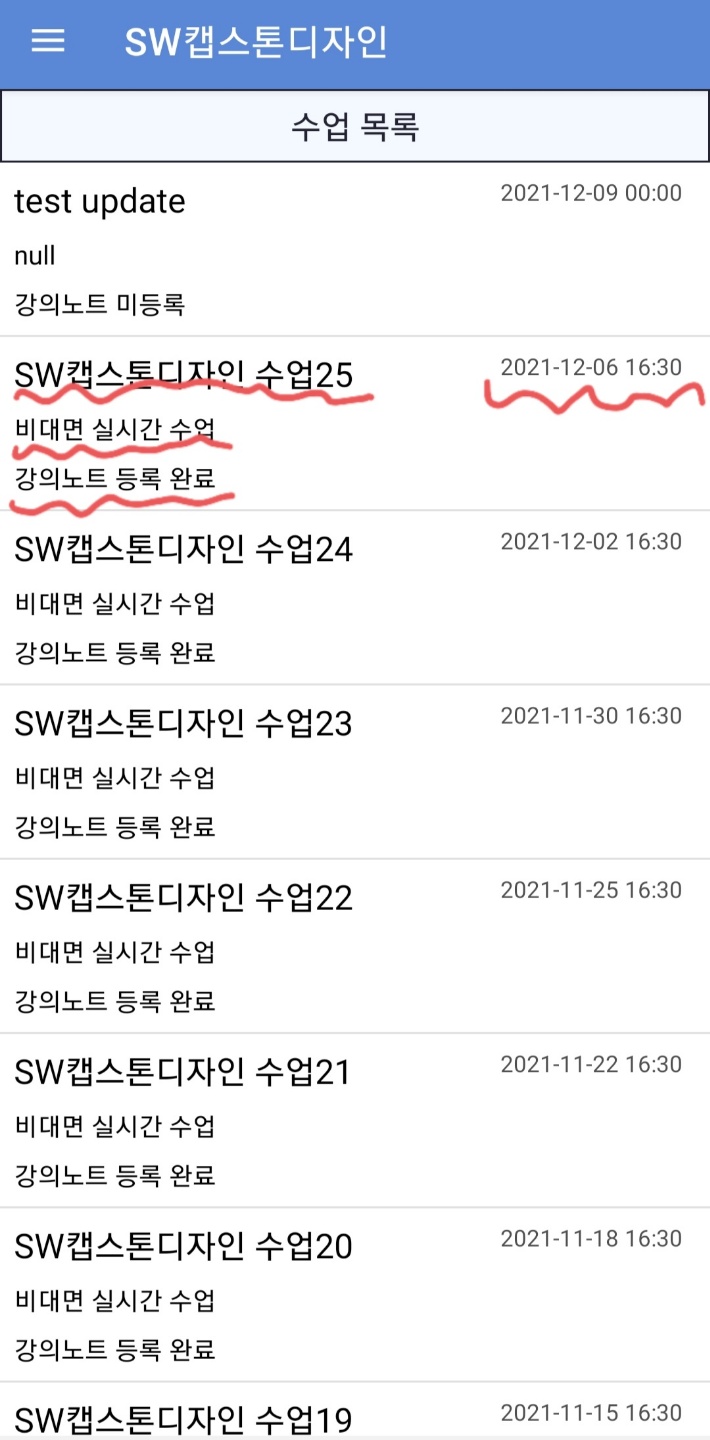 SW캡스톤디자인
수업 목록
test update 2021-12-09 00:00
null
강의노트 미등록
SW캡스톤디자인 수업25 2021-12-06 16:30
비대면 실시간 수업
강의노트 등록 완료
SW캡스톤디자인 수업24 2021-12-02 16:30
비대면 실시간 수업
강의노트 등록 완료
SW캡스톤디자인 수업23 2021-11-30 16:30
비대면 실시간 수업
강의노트 등록 완료
SW캡스톤디자인 수업22 2021-11-25 16:30
비대면 실시간 수업
강의노트 등록 완료
SW캡스톤디자인 수업21 2021-11-22 16:30
비대면 실시간 수업
강의노트 등록 완료
SW캡스톤디자인 수업20 2021-11-18 16:30
비대면 실시간 수업
강의노트 등록 완료
SW캡스톤디자인 수업19 2021-11-15 16:30